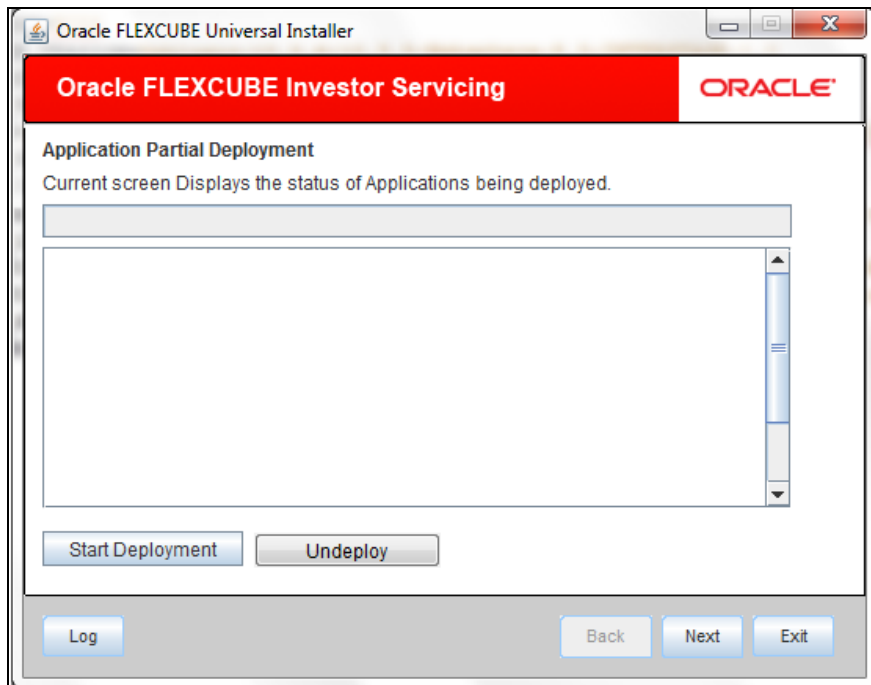 Oracle FLEXCUBE Universal Installer
Oracle FLEXCUBE Investor Servicing
ORACLE
Application Partial Deployment
Current screen Displays the status of Applications being deployed.
Start Deployment Undeploy
Log Back Next Exit